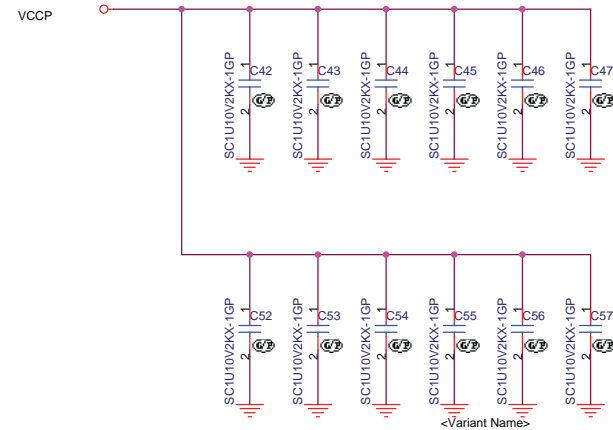 VCCP
SC1U10V2KX-1GP
1
C42
G/P
2
SC1U10V2KX-1GP
1
C43
G/P
2
SC1U10V2KX-1GP
1
C44
G/P
2
SC1U10V2KX-1GP
1
C45
G/P
2
SC1U10V2KX-1GP
1
C46
G/P
2
SC1U10V2KX-1GP
1
C47
G/P
2
SC1U10V2KX-1GP
1
C52
G/P
2
SC1U10V2KX-1GP
1
C53
G/P
2
SC1U10V2KX-1GP
1
C54
G/P
2
SC1U10V2KX-1GP
1
C55
G/P
2
SC1U10V2KX-1GP
1
C56
G/P
2
SC1U10V2KX-1GP
1
C57
G/P
2
<Variant Name>